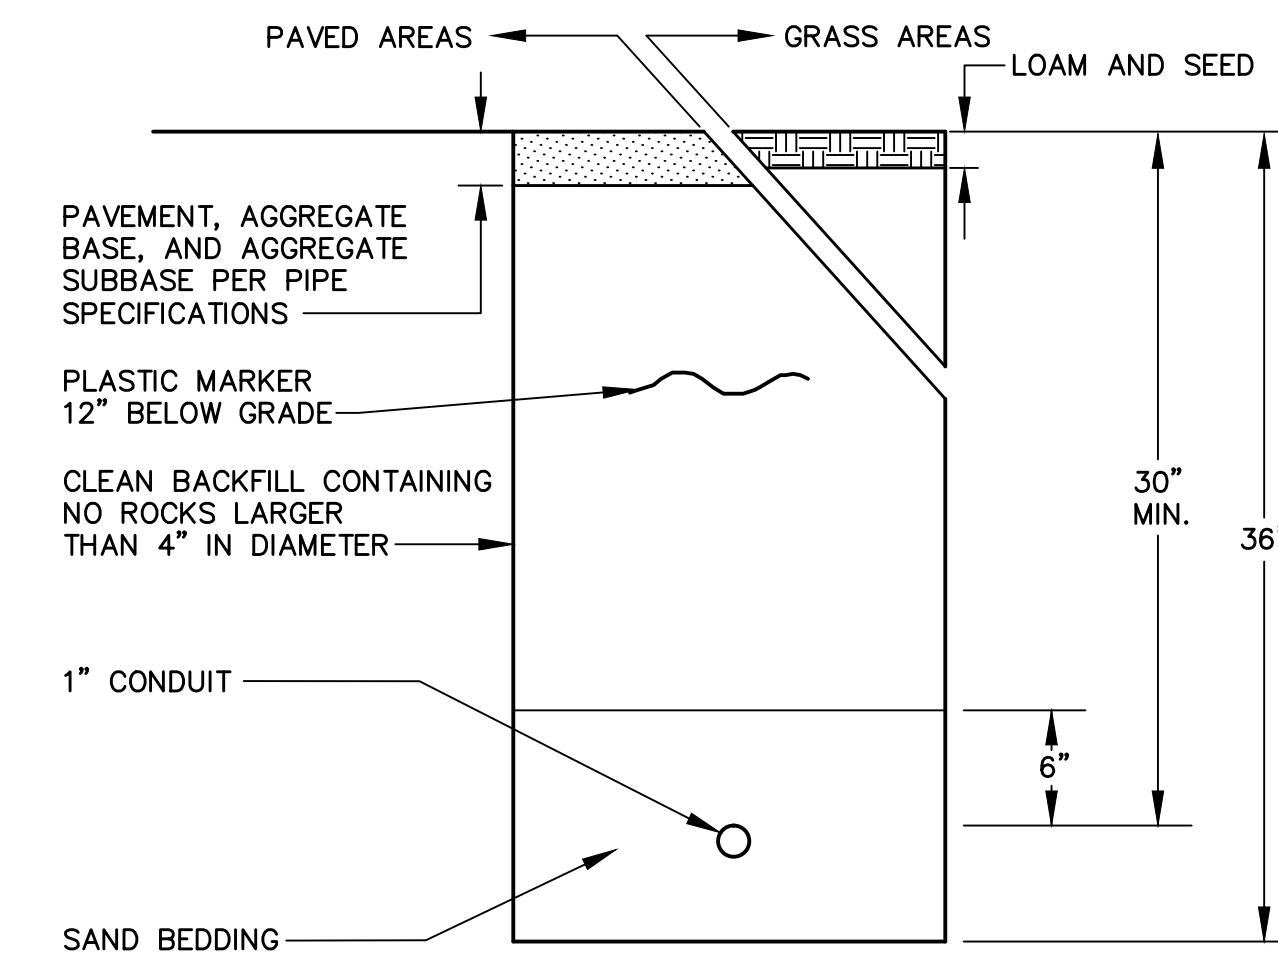 PAVED AREAS
GRASS AREAS
LOAM AND SEED
PAVEMENT, AGGREGATE
BASE, AND AGGREGATE
SUBBASE PER PIPE
SPECIFICATIONS
PLASTIC MARKER
12” BELOW GRADE
CLEAN BACKFILL CONTAINING
NO ROCKS LARGER
THAN 4” IN DIAMETER
30”
MIN.
36”
1” CONDUIT
6”
SAND BEDDING